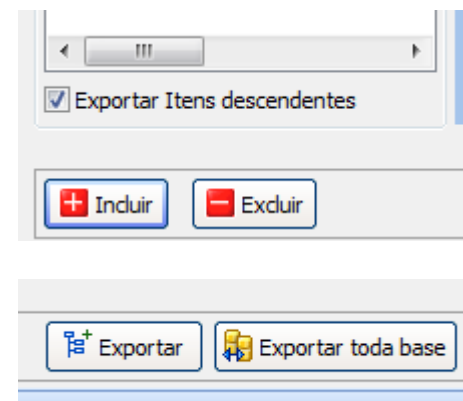 Exportar Itens descendentes
Incluir Excluir
Exportar Exportar toda base